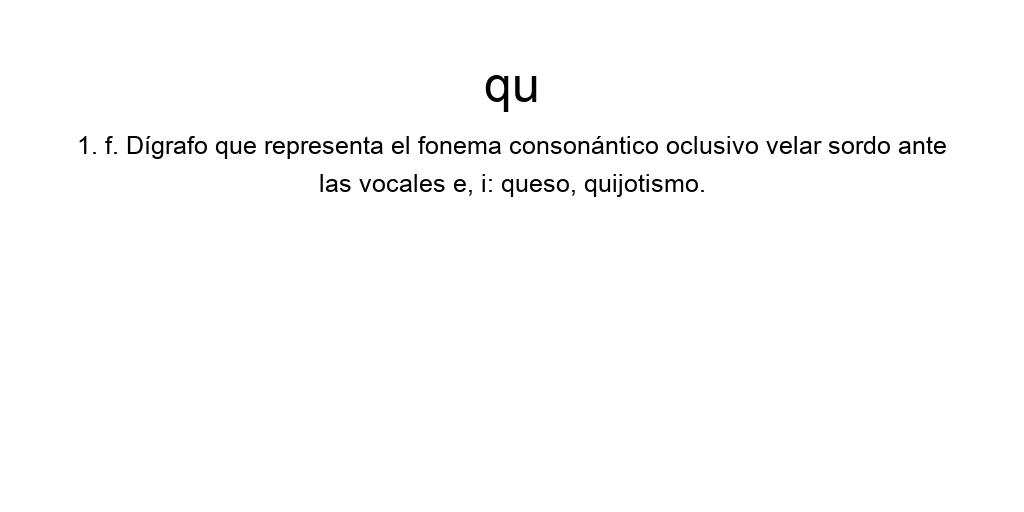 qu
1. f. Dígrafo que representa el fonema consonántico oclusivo velar sordo ante
las vocales e, i: queso, quijotismo.